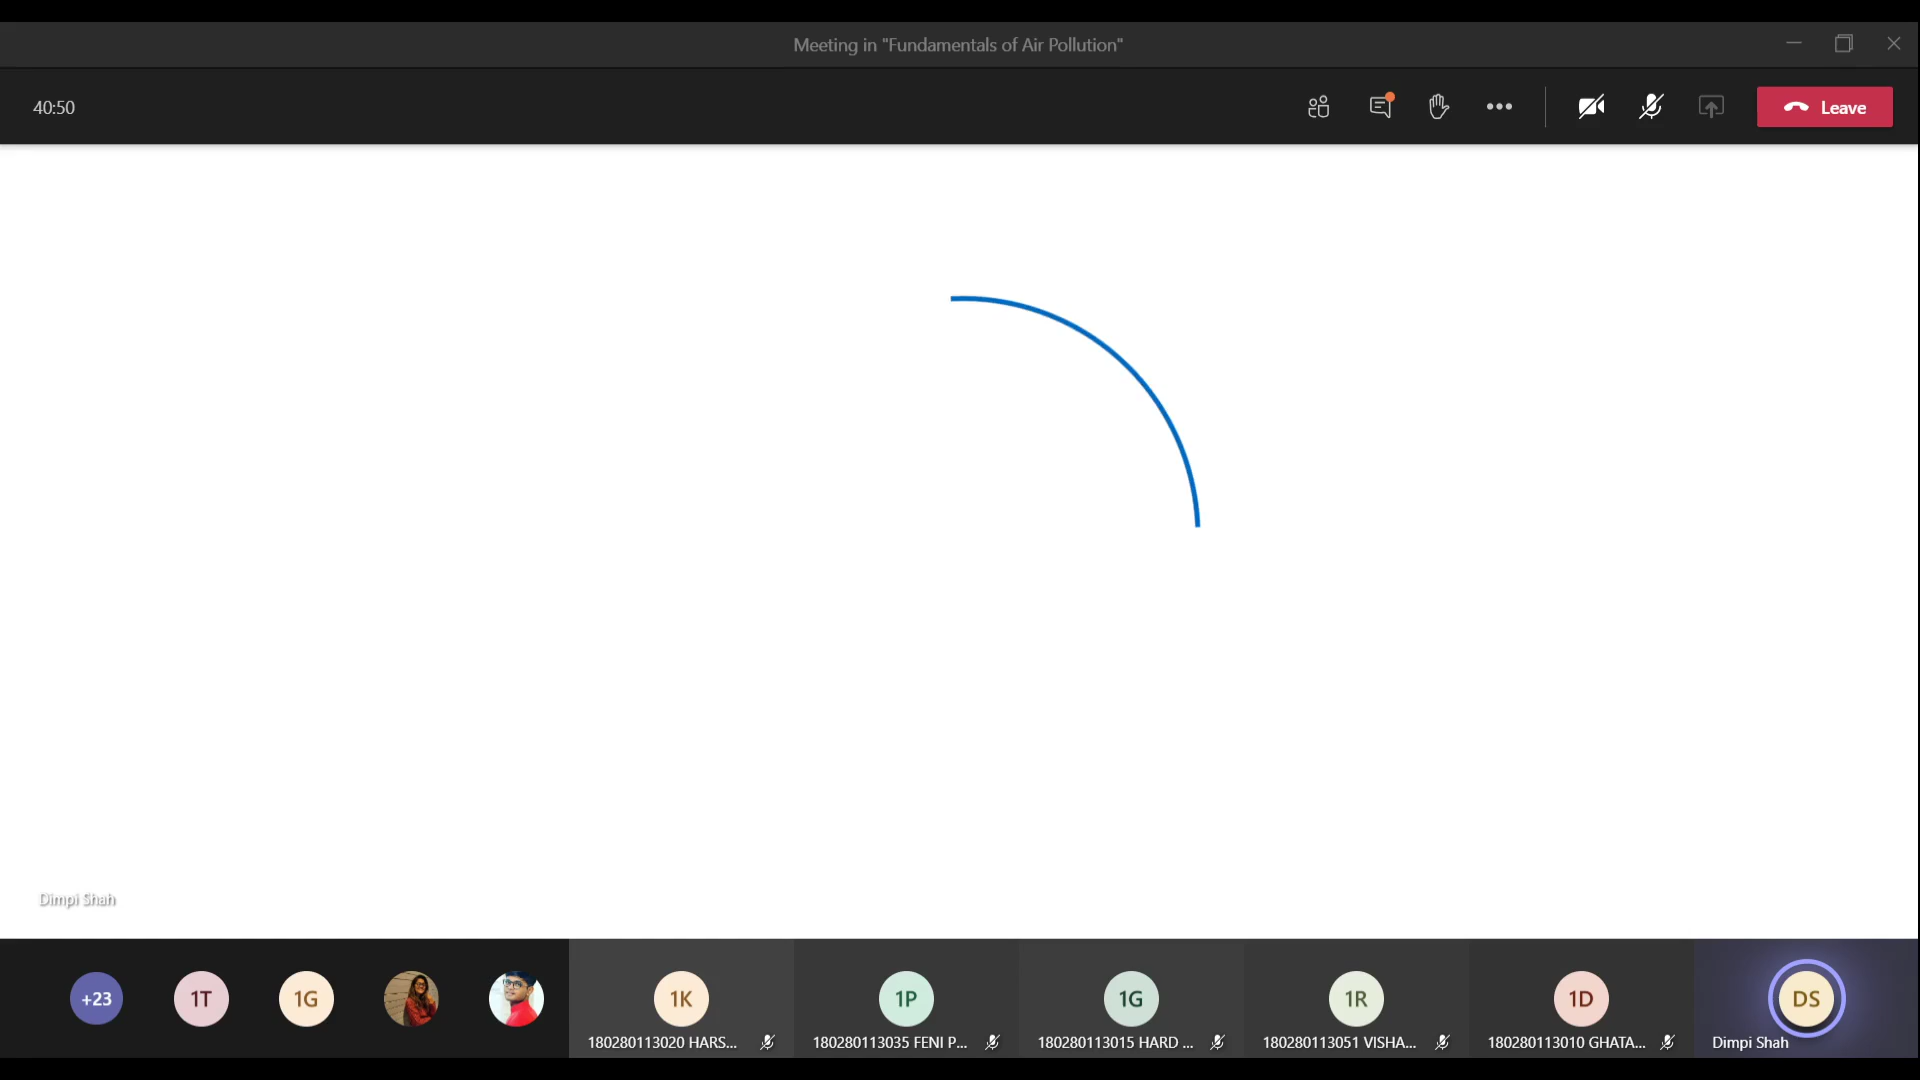 Meeting in "Fundamentals of Air Pollution"
40:50
Leave
Dimpi Shah
+23
1T
1G
1K
1P
1G
1R
1D
DS
180280113020 HARS...
180280113035 FENI P...
180280113015 HARD ...
180280113051 VISHA...
180280113010 GHATA...
Dimpi Shah